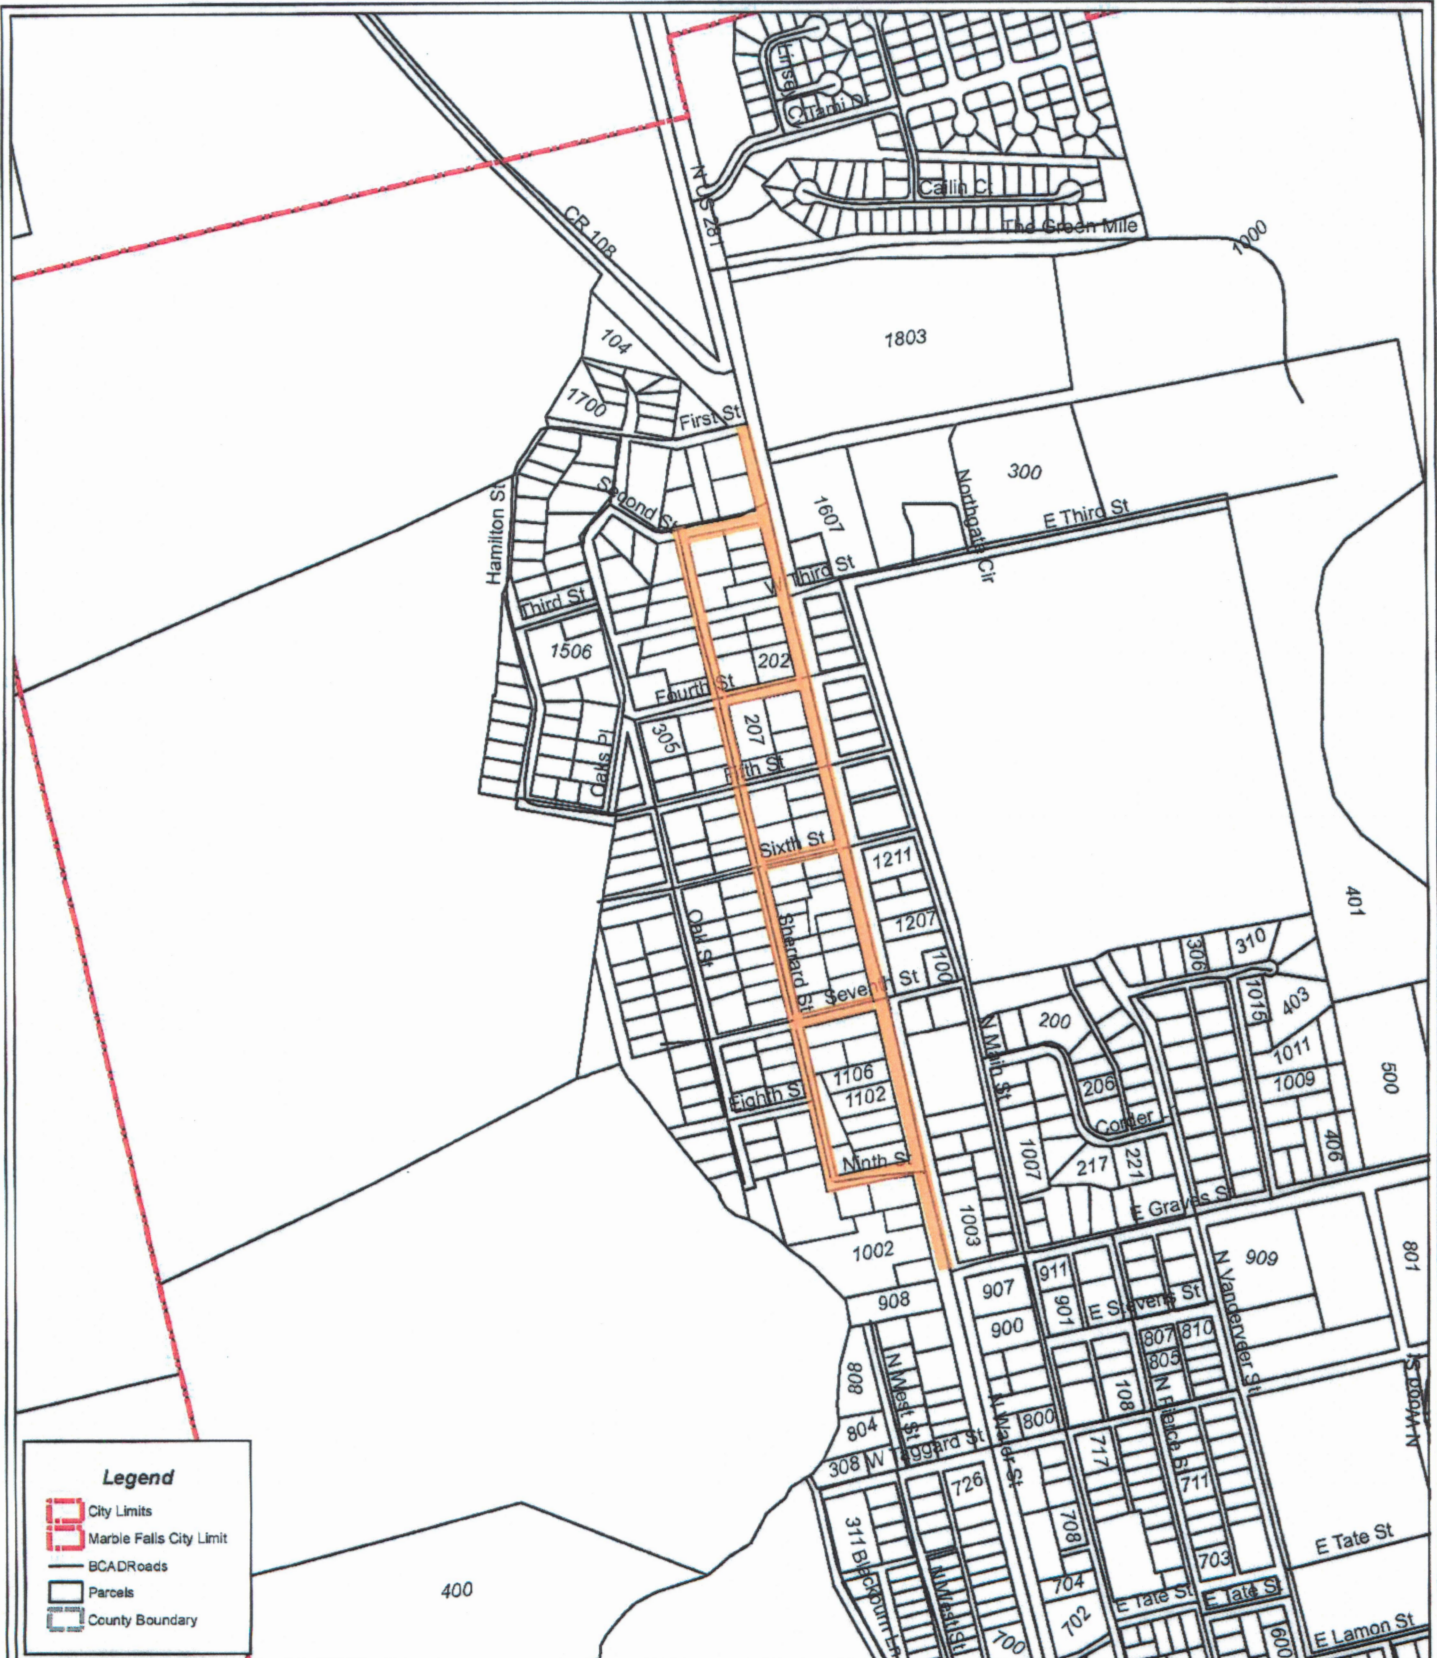 Linsey C
Tami Dr
N US 281
Cailin Ct
The Green Mile
1000
CR 108
1803
104
1700
First St
300
Northgate Cir
1607
E Third St
Second St
Hamilton St
W Third St
Third St
1506
202
Fourth St
305
207
Oaks Pl
Fifth St
Sixth St
1211
401
1207
Oak St
Sherrard St
100
306
310
Seventh St
1015
403
200
N Main St
1011
1106
206
1009
500
1102
Eighth S
Corder
406
1007
217
221
Ninth St
E Graves S
1003
1002
909
801
N Vanderveer St
911
907
908
901
E Stevens St
900
807
810
805
808
N West St
108
N Pierce S
N Wood St
800
N Water St
804
W Taggard St
308
717
726
711
708
311
E Tate St
703
Blackburn Ln
N West St
704
E Tate St
E Tate St
702
700
600
E Lamon St
400
Legend
City Limits
Marble Falls City Limit
BCADRoads
Parcels
County Boundary